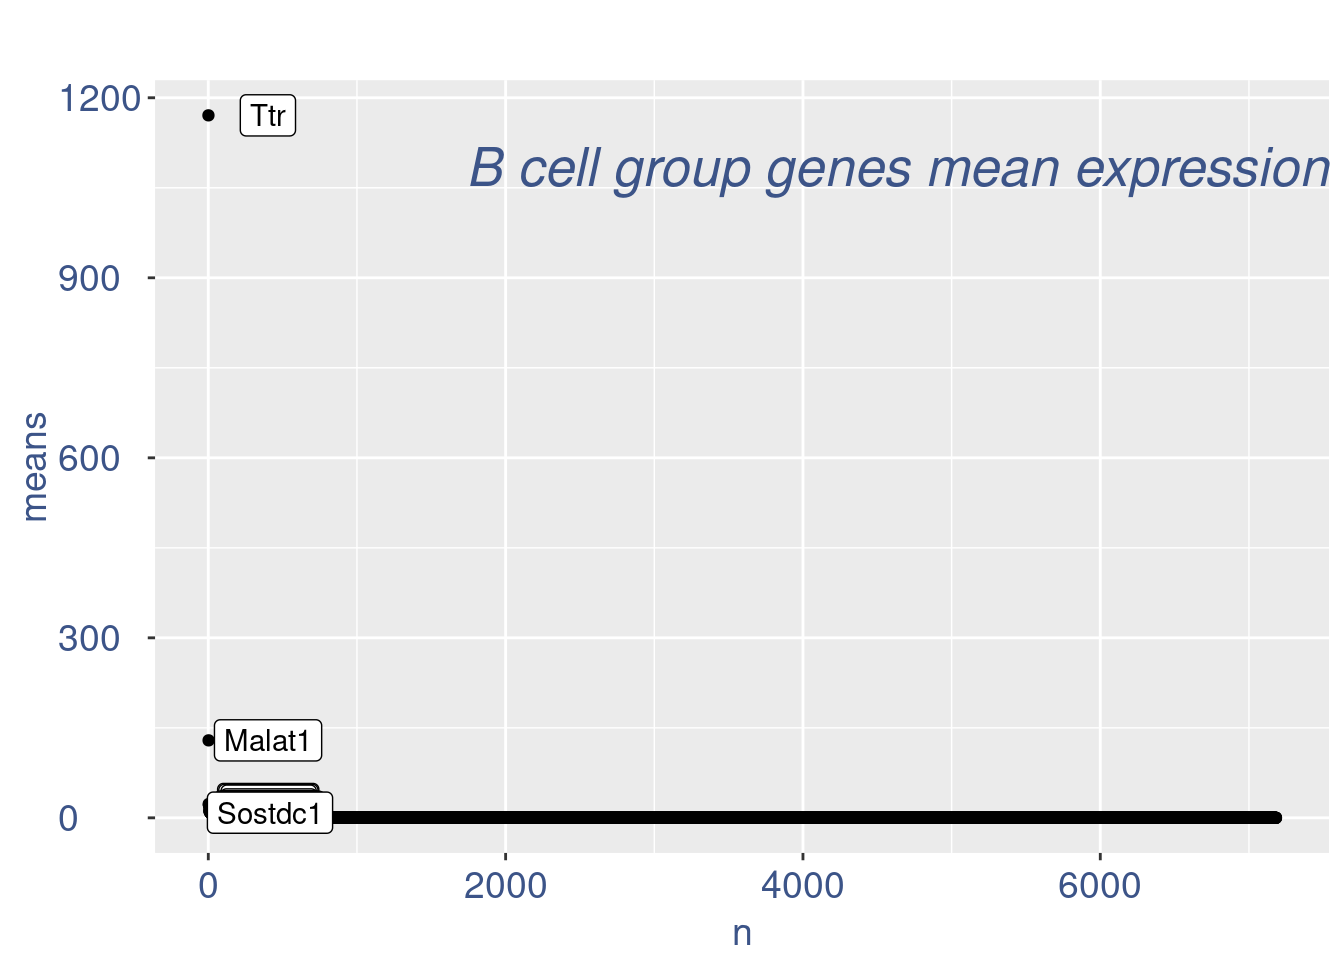 1200
Ttr
B cell group genes mean expression
900
means
600
300
Malat1
Sostdc1
0
0 2000 4000 6000
n